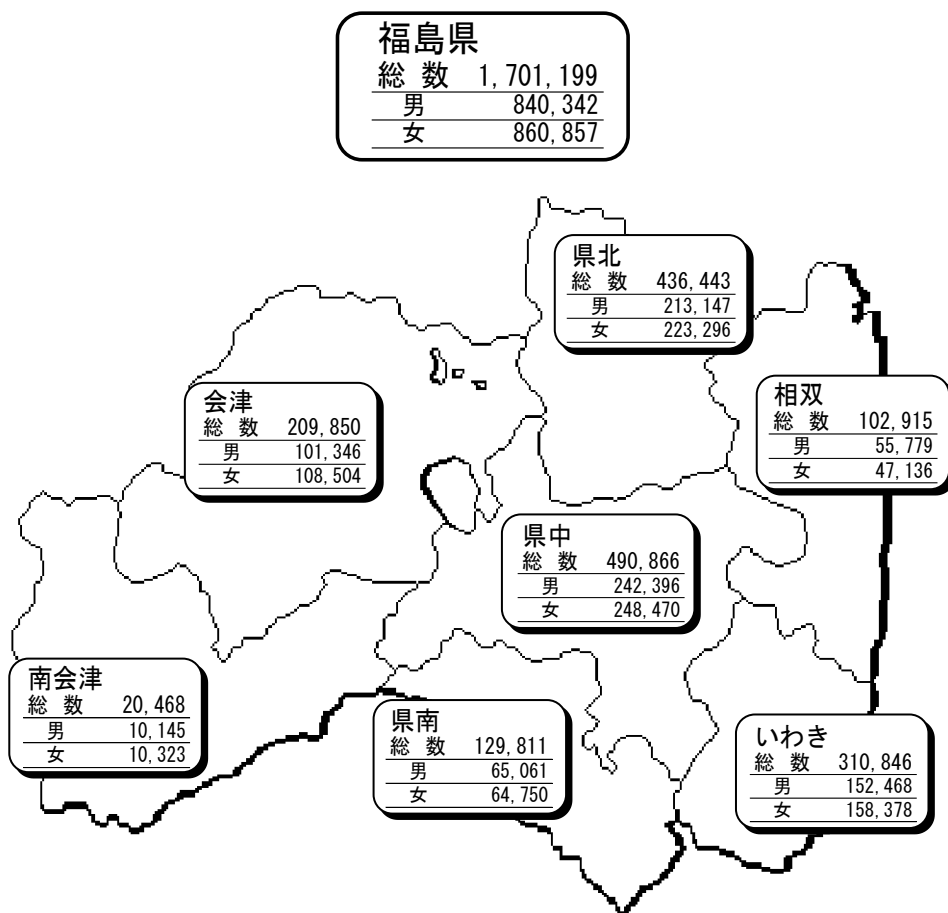 福島県
総 数 1,701,199
男 840,342
女 860,857
県北
総 数 436,443
男 213,147
女 223,296
会津
総 数 209,850
男 101,346
女 108,504
相双
総 数 102,915
男 55,779
女 47,136
県中
総 数 490,866
男 242,396
女 248,470
南会津
総 数 20,468
男 10,145
女 10,323
県南
総 数 129,811
男 65,061
女 64,750
いわき
総 数 310,846
男 152,468
女 158,378